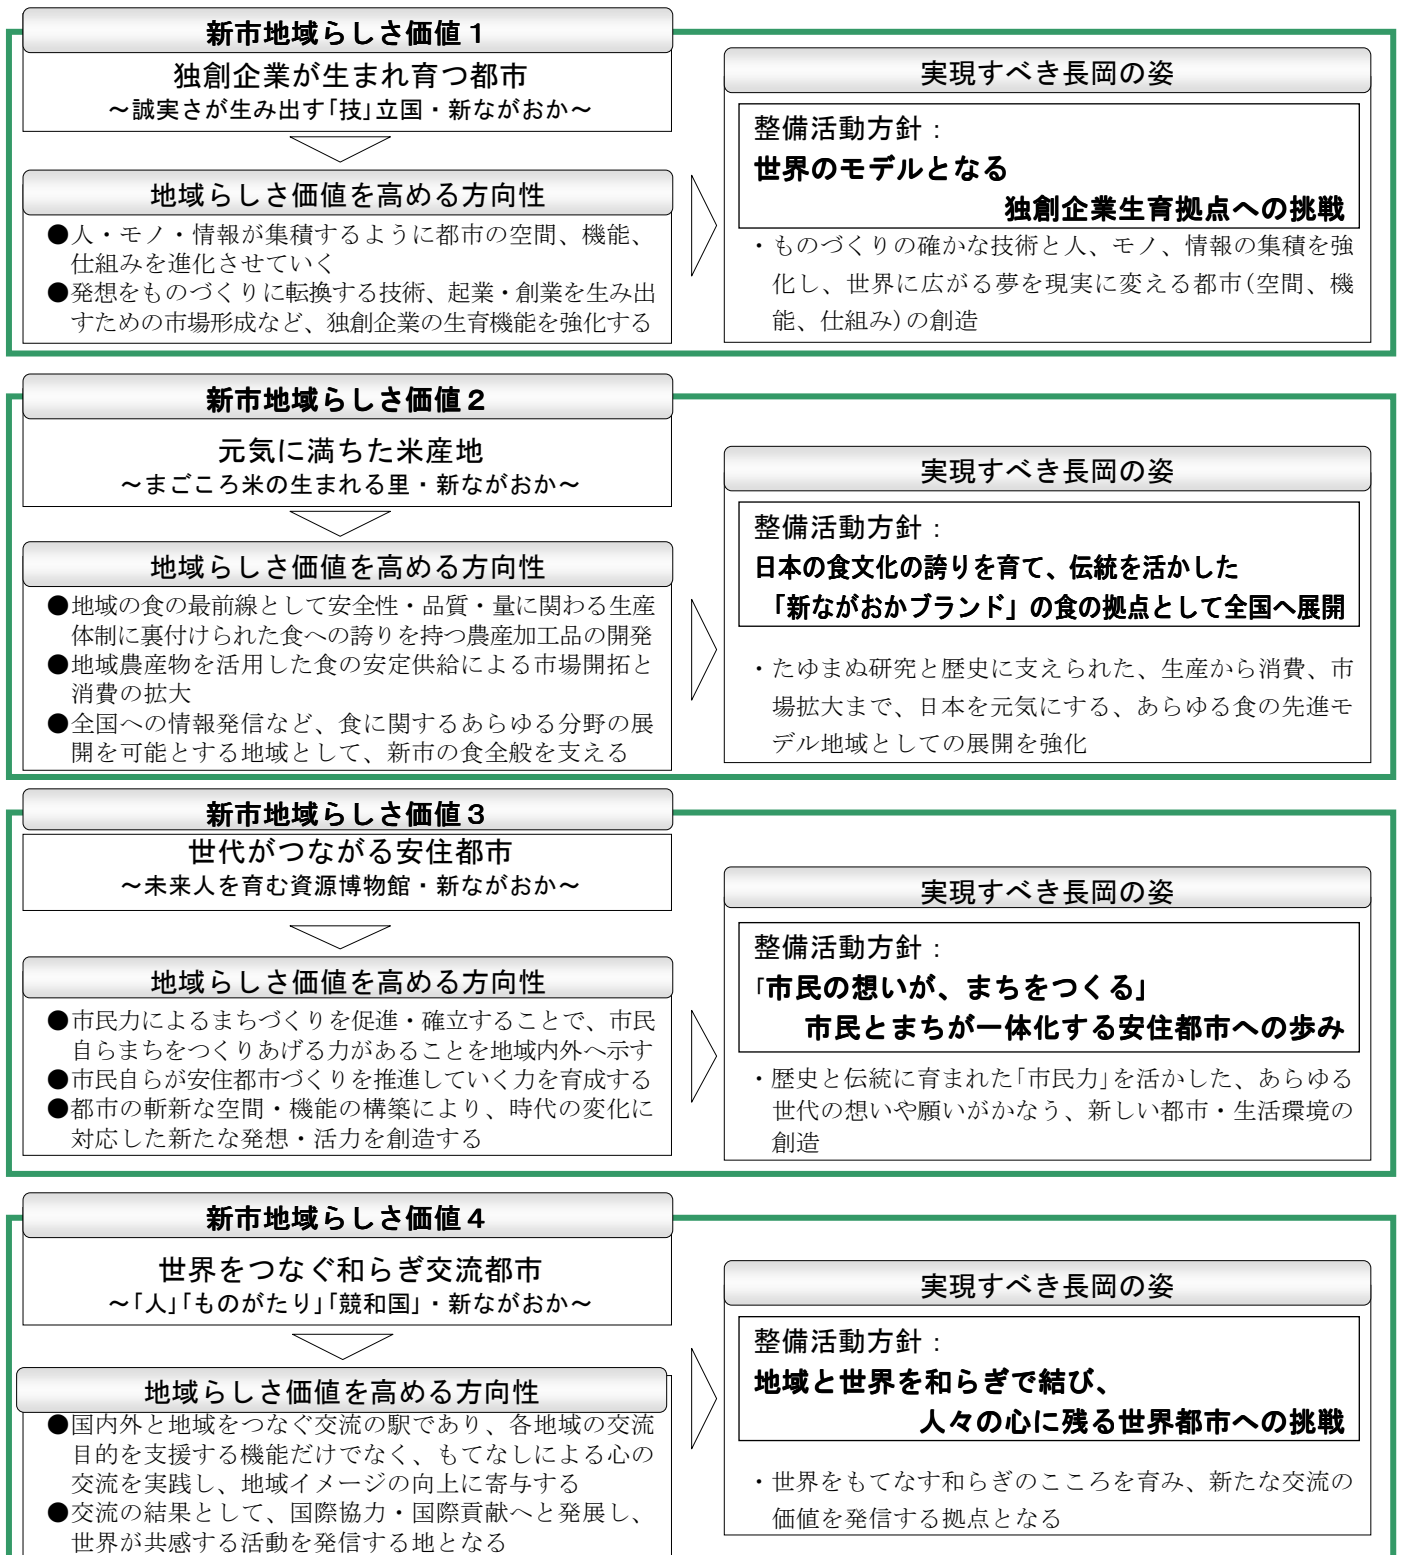 新市地域らしさ価値１
独創企業が生まれ育つ都市
～誠実さが生み出す｢技｣立国・新ながおか～
地域らしさ価値を高める方向性
●人・モノ・情報が集積するように都市の空間、機能、
仕組みを進化させていく
●発想をものづくりに転換する技術、起業・創業を生み出
すための市場形成など、独創企業の生育機能を強化する
実現すべき長岡の姿
整備活動方針：
世界のモデルとなる
独創企業生育拠点への挑戦
・ものづくりの確かな技術と人、モノ、情報の集積を強
化し、世界に広がる夢を現実に変える都市(空間、機
能、仕組み)の創造
新市地域らしさ価値２
元気に満ちた米産地
～まごころ米の生まれる里・新ながおか～
地域らしさ価値を高める方向性
●地域の食の最前線として安全性・品質・量に関わる生産
体制に裏付けられた食への誇りを持つ農産加工品の開発
●地域農産物を活用した食の安定供給による市場開拓と
消費の拡大
●全国への情報発信など、食に関するあらゆる分野の展
開を可能とする地域として、新市の食全般を支える
実現すべき長岡の姿
整備活動方針：
日本の食文化の誇りを育て、伝統を活かした
「新ながおかブランド」の食の拠点として全国へ展開
・たゆまぬ研究と歴史に支えられた、生産から消費、市
場拡大まで、日本を元気にする、あらゆる食の先進モ
デル地域としての展開を強化
新市地域らしさ価値３
世代がつながる安住都市
～未来人を育む資源博物館・新ながおか～
地域らしさ価値を高める方向性
●市民力によるまちづくりを促進・確立することで、市民
自らまちをつくりあげる力があることを地域内外へ示す
●市民自らが安住都市づくりを推進していく力を育成する
●都市の斬新な空間・機能の構築により、時代の変化に
対応した新たな発想・活力を創造する
実現すべき長岡の姿
整備活動方針：
｢市民の想いが、まちをつくる｣
市民とまちが一体化する安住都市への歩み
・歴史と伝統に育まれた｢市民力｣を活かした、あらゆる
世代の想いや願いがかなう、新しい都市・生活環境の
創造
新市地域らしさ価値４
世界をつなぐ和らぎ交流都市
～｢人｣｢ものがたり｣｢競和国｣・新ながおか～
地域らしさ価値を高める方向性
●国内外と地域をつなぐ交流の駅であり、各地域の交流
目的を支援する機能だけでなく、もてなしによる心の
交流を実践し、地域イメージの向上に寄与する
●交流の結果として、国際協力・国際貢献へと発展し、
世界が共感する活動を発信する地となる
実現すべき長岡の姿
整備活動方針：
地域と世界を和らぎで結び、
人々の心に残る世界都市への挑戦
・世界をもてなす和らぎのこころを育み、新たな交流の
価値を発信する拠点となる